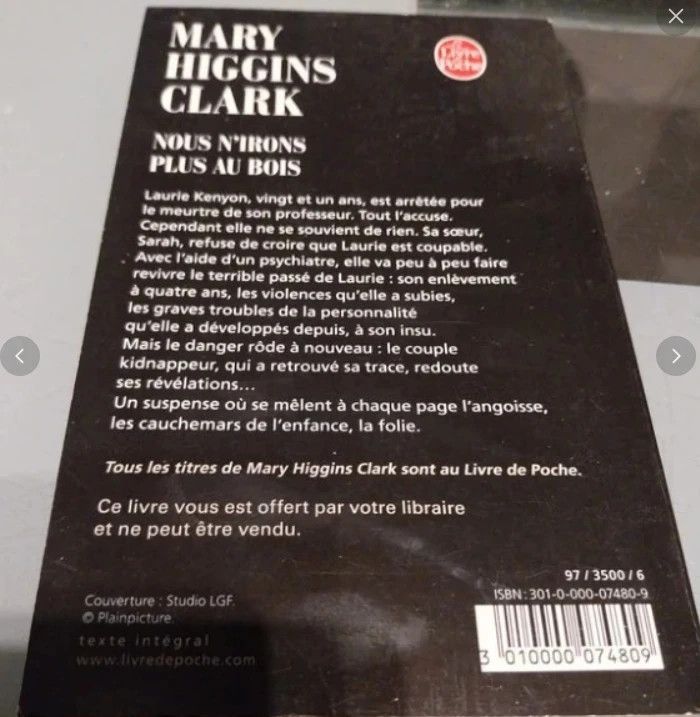 MARY
HIGGINS
CLARK
Le Livre de Poche
NOUS N'IRONS
PLUS AU BOIS
Laurie Kenyon, vingt et un ans, est arrêtée pour
le meurtre de son professeur. Tout l'accuse.
Cependant elle ne se souvient de rien. Sa sœur,
Sarah, refuse de croire que Laurie est coupable.
Avec l'aide d'un psychiatre, elle va peu à peu faire
revivre le terrible passé de Laurie : son enlèvement
à quatre ans, les violences qu'elle a subies,
les graves troubles de la personnalité
qu'elle a développés depuis, à son insu.
Mais le danger rôde à nouveau : le couple
kidnappeur, qui a retrouvé sa trace, redoute
ses révélations...
Un suspense où se mêlent à chaque page l'angoisse,
les cauchemars de l'enfance, la folie.
Tous les titres de Mary Higgins Clark sont au Livre de Poche.
Ce livre vous est offert par votre libraire
et ne peut être vendu.
97 / 3500 / 6
ISBN : 301-0-000-07480-9
Couverture : Studio LGF.
© Plainpicture.
texte intégral
www.livredepoche.com
3 010000 074809